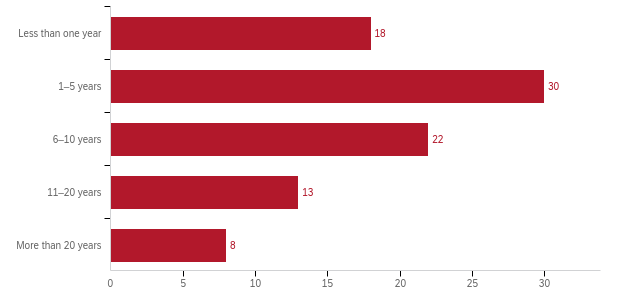 Less than one year 18
1–5 years 30
6–10 years 22
11–20 years 13
More than 20 years 8
0 5 10 15 20 25 30